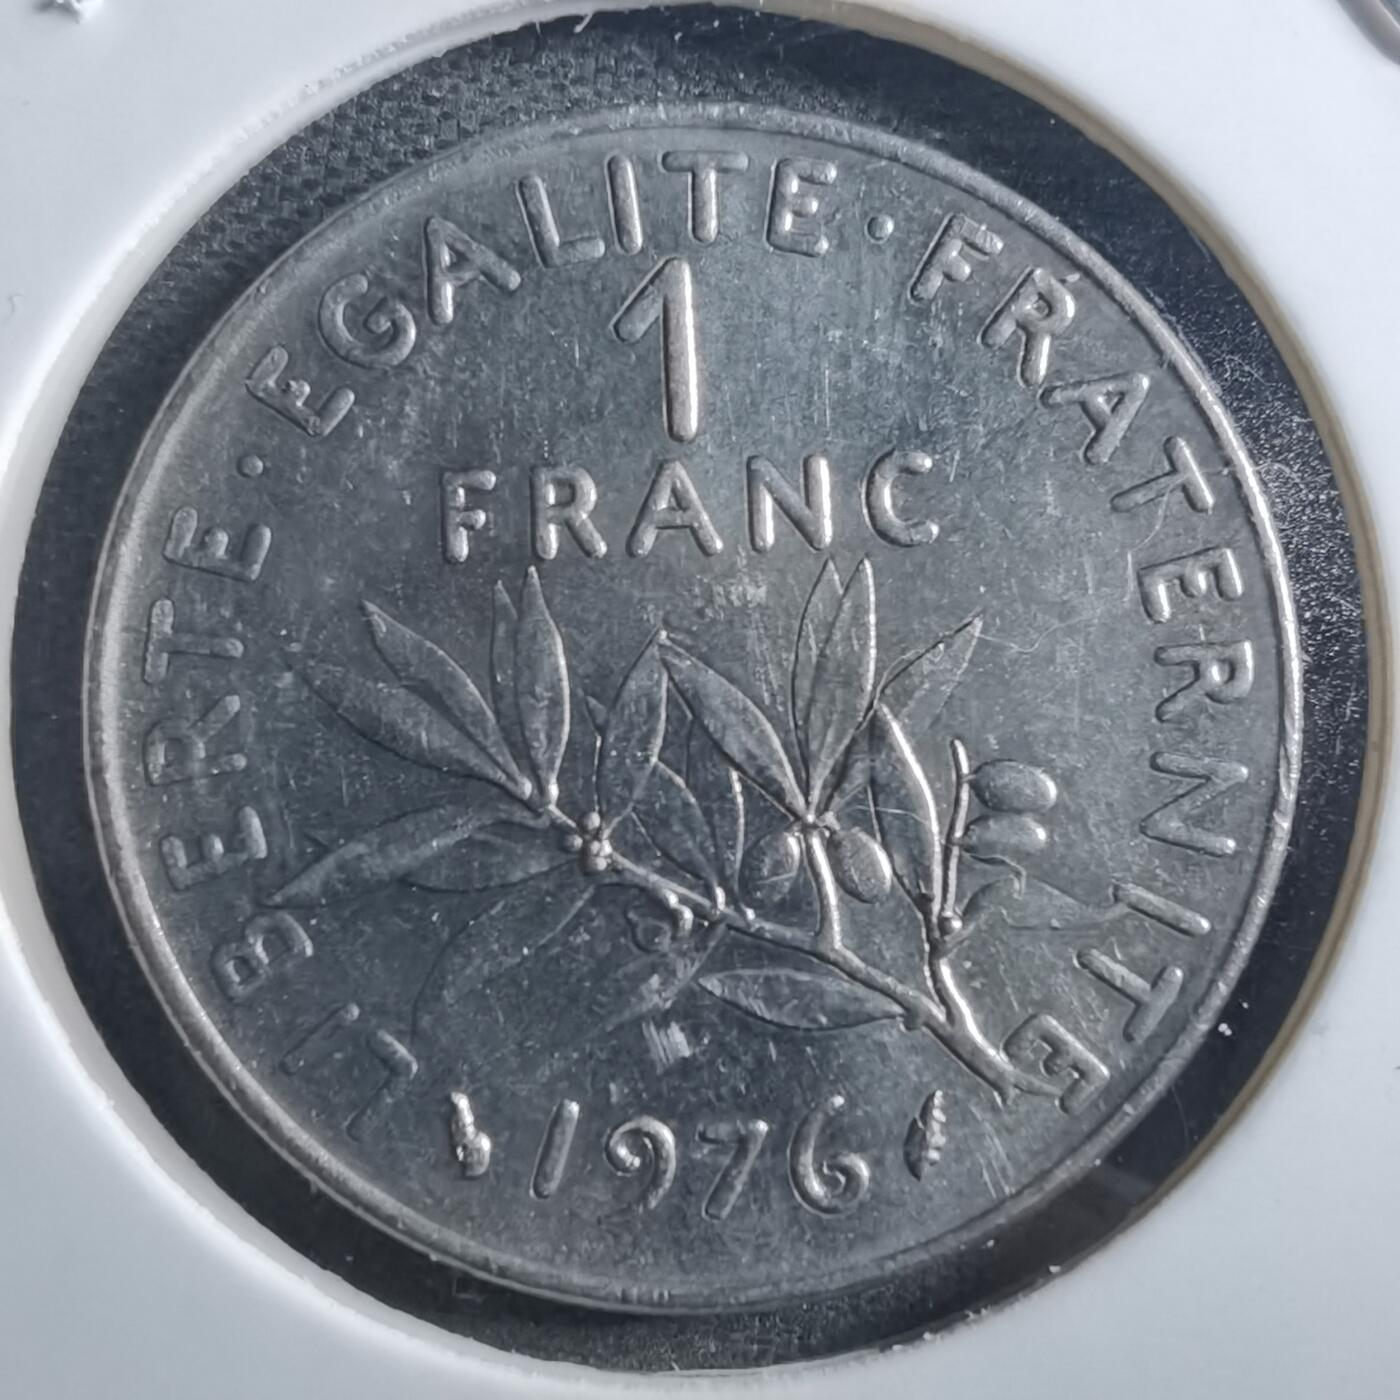 LIBERTE · EGALITE · FRATERNITE
1
FRANC
1976